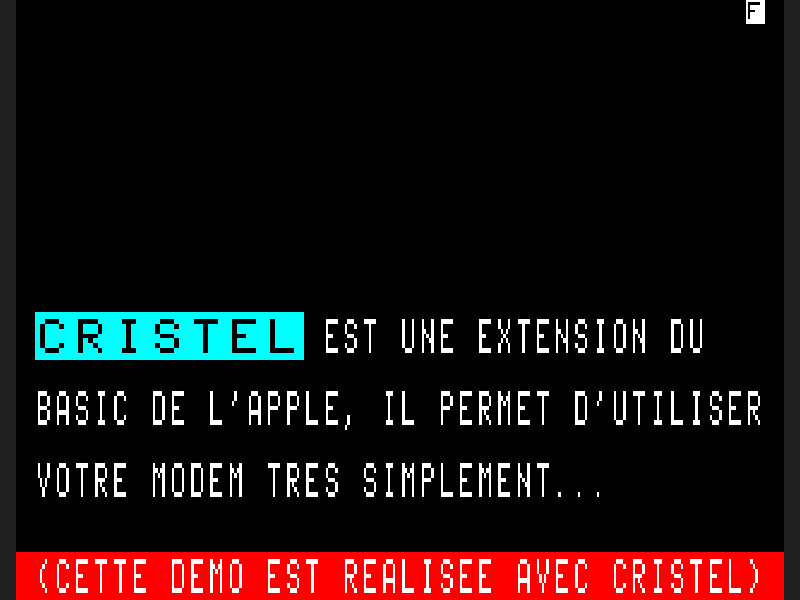 F
CRISTEL EST UNE EXTENSION DU
BASIC DE L'APPLE, IL PERMET D'UTILISER
VOTRE MODEM TRES SIMPLEMENT...
(CETTE DEMO EST REALISEE AVEC CRISTEL)